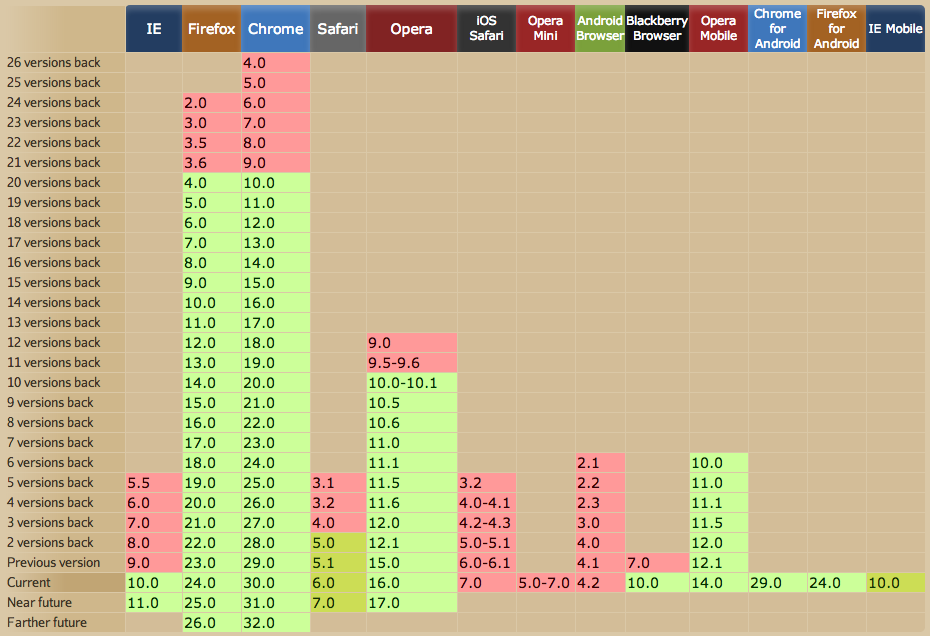 IE Firefox Chrome Safari Opera iOS Safari Opera Mini Android Browser Blackberry Browser Opera Mobile Chrome for Android Firefox for Android IE Mobile
26 versions back 4.0
25 versions back 5.0
24 versions back 2.0 6.0
23 versions back 3.0 7.0
22 versions back 3.5 8.0
21 versions back 3.6 9.0
20 versions back 4.0 10.0
19 versions back 5.0 11.0
18 versions back 6.0 12.0
17 versions back 7.0 13.0
16 versions back 8.0 14.0
15 versions back 9.0 15.0
14 versions back 10.0 16.0
13 versions back 11.0 17.0
12 versions back 12.0 18.0 9.0
11 versions back 13.0 19.0 9.5-9.6
10 versions back 14.0 20.0 10.0-10.1
9 versions back 15.0 21.0 10.5
8 versions back 16.0 22.0 10.6
7 versions back 17.0 23.0 11.0
6 versions back 18.0 24.0 11.1 2.1 10.0
5 versions back 5.5 19.0 25.0 3.1 11.5 3.2 2.2 11.0
4 versions back 6.0 20.0 26.0 3.2 11.6 4.0-4.1 2.3 11.1
3 versions back 7.0 21.0 27.0 4.0 12.0 4.2-4.3 3.0 11.5
2 versions back 8.0 22.0 28.0 5.0 12.1 5.0-5.1 4.0 12.0
Previous version 9.0 23.0 29.0 5.1 15.0 6.0-6.1 4.1 7.0 12.1
Current 10.0 24.0 30.0 6.0 16.0 7.0 5.0-7.0 4.2 10.0 14.0 29.0 24.0 10.0
Near future 11.0 25.0 31.0 7.0 17.0
Farther future 26.0 32.0